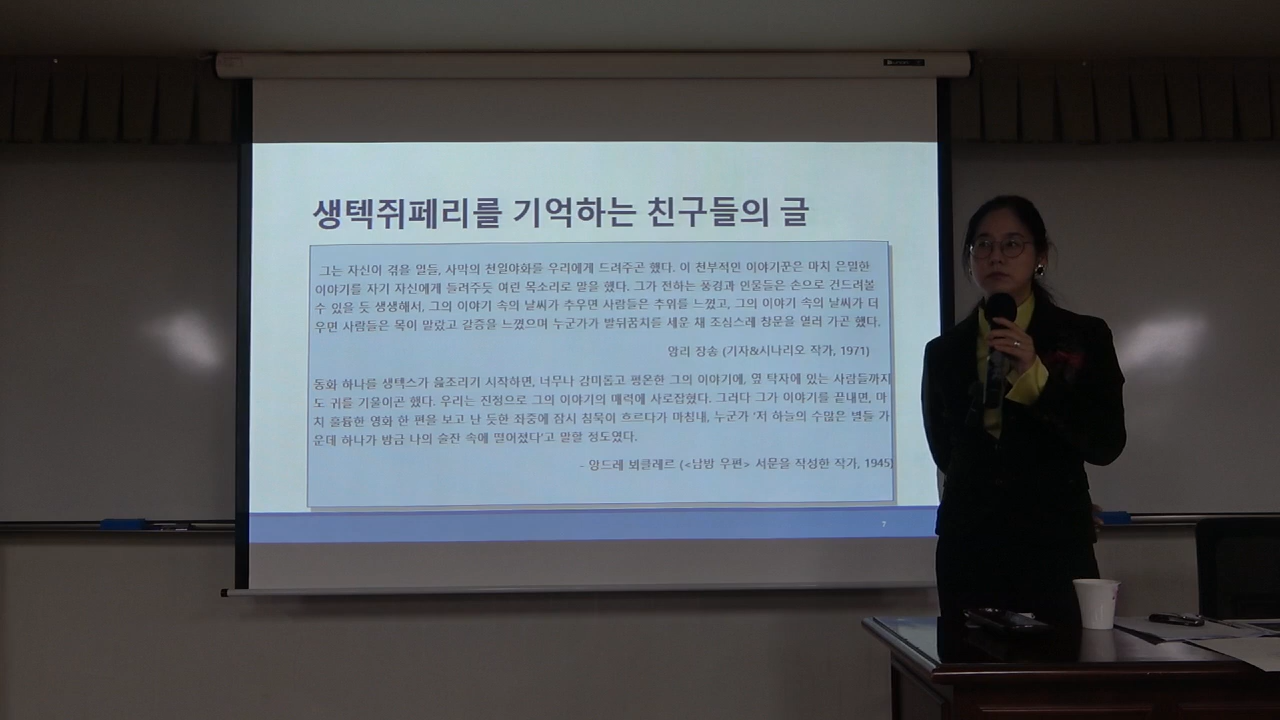 생텍쥐페리를 기억하는 친구들의 글
그는 자신이 겪을 일들, 사막의 천일야화를 우리에게 드려주곤 했다. 이 천부적인 이야기꾼은 마치 은밀한
이야기를 자기 자신에게 들려주듯 여린 목소리로 말을 했다. 그가 전하는 풍경과 인물들은 손으로 건드려볼
수 있을 듯 생생해서, 그의 이야기 속의 날씨가 추우면 사람들은 추위를 느꼈고, 그의 이야기 속의 날씨가 더
우면 사람들은 목이 말랐고 갈증을 느꼈으며 누군가가 발뒤꿈치를 세운 채 조심스레 창문을 열러 가곤 했다.
앙리 장송 (기자&시나리오 작가, 1971)
동화 하나를 생텍스가 읊조리기 시작하면, 너무나 감미롭고 평온한 그의 이야기에, 옆 탁자에 있는 사람들까지
도 귀를 기울이곤 했다. 우리는 진정으로 그의 이야기의 매력에 사로잡혔다. 그러다 그가 이야기를 끝내면, 마
치 훌륭한 영화 한 편을 보고 난 듯한 좌중에 잠시 침묵이 흐르다가 마침내, 누군가 '저 하늘의 수많은 별들 가
운데 하나가 방금 나의 술잔 속에 떨어졌다'고 말할 정도였다.
- 앙드레 뵈클레르 (<남방 우편> 서문을 작성한 작가, 1945)
7